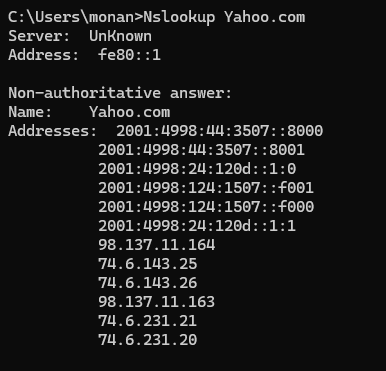 C:\Users\monan>Nslookup Yahoo.com
Server:  UnKnown
Address:  fe80::1

Non-authoritative answer:
Name:    Yahoo.com
Addresses:  2001:4998:44:3507::8000
          2001:4998:44:3507::8001
          2001:4998:24:120d::1:0
          2001:4998:124:1507::f001
          2001:4998:124:1507::f000
          2001:4998:24:120d::1:1
          98.137.11.164
          74.6.143.25
          74.6.143.26
          98.137.11.163
          74.6.231.21
          74.6.231.20